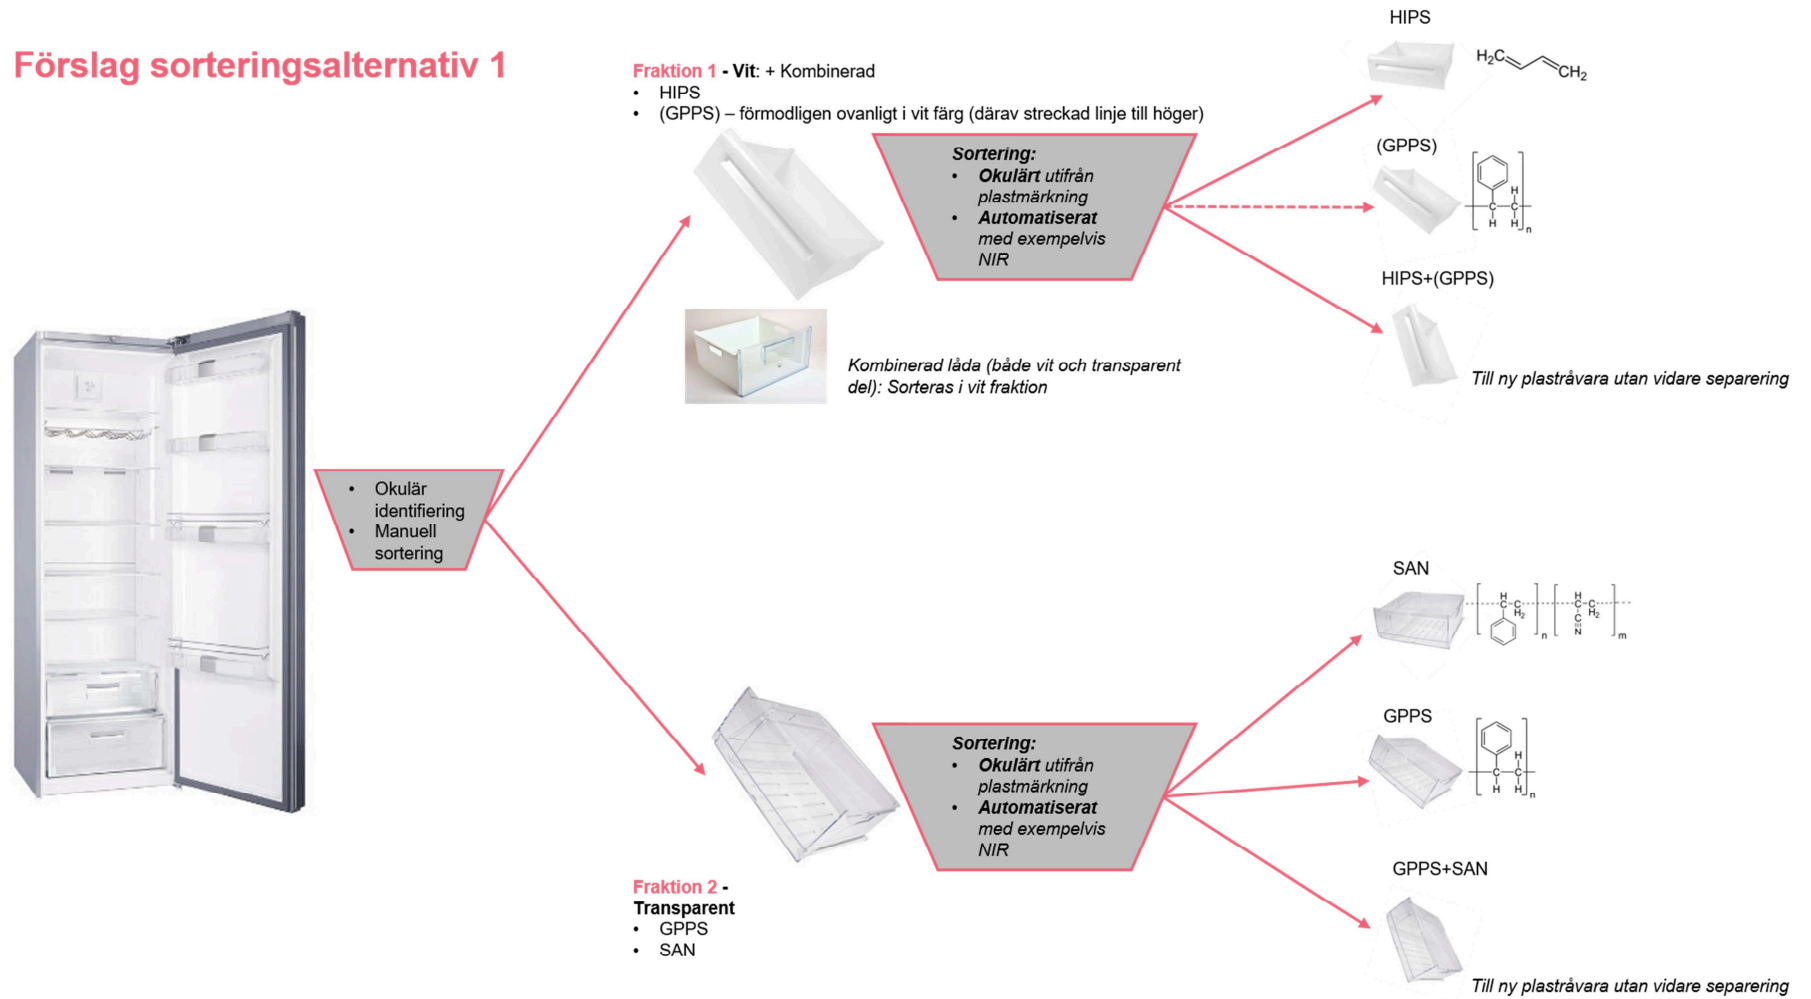 Förslag sorteringsalternativ 1
Fraktion 1 - Vit: + Kombinerad
• HIPS
• (GPPS) – förmodligen ovanligt i vit färg (därav streckad linje till höger)
Sortering:
• Okulärt utifrån
plastmärkning
• Automatiserat
med exempelvis
NIR
HIPS
H₂C
CH₂
(GPPS)
H
C
C
H
H
n
HIPS+(GPPS)
Till ny plastråvara utan vidare separering
Kombinerad låda (både vit och transparent
del): Sorteras i vit fraktion
• Okulär
identifiering
• Manuell
sortering
Fraktion 2 -
Transparent
• GPPS
• SAN
Sortering:
• Okulärt utifrån
plastmärkning
• Automatiserat
med exempelvis
NIR
SAN
H
C
C
H₂
n
H
C
C
H₂
C
N
m
GPPS
H
C
C
H
H
n
GPPS+SAN
Till ny plastråvara utan vidare separering